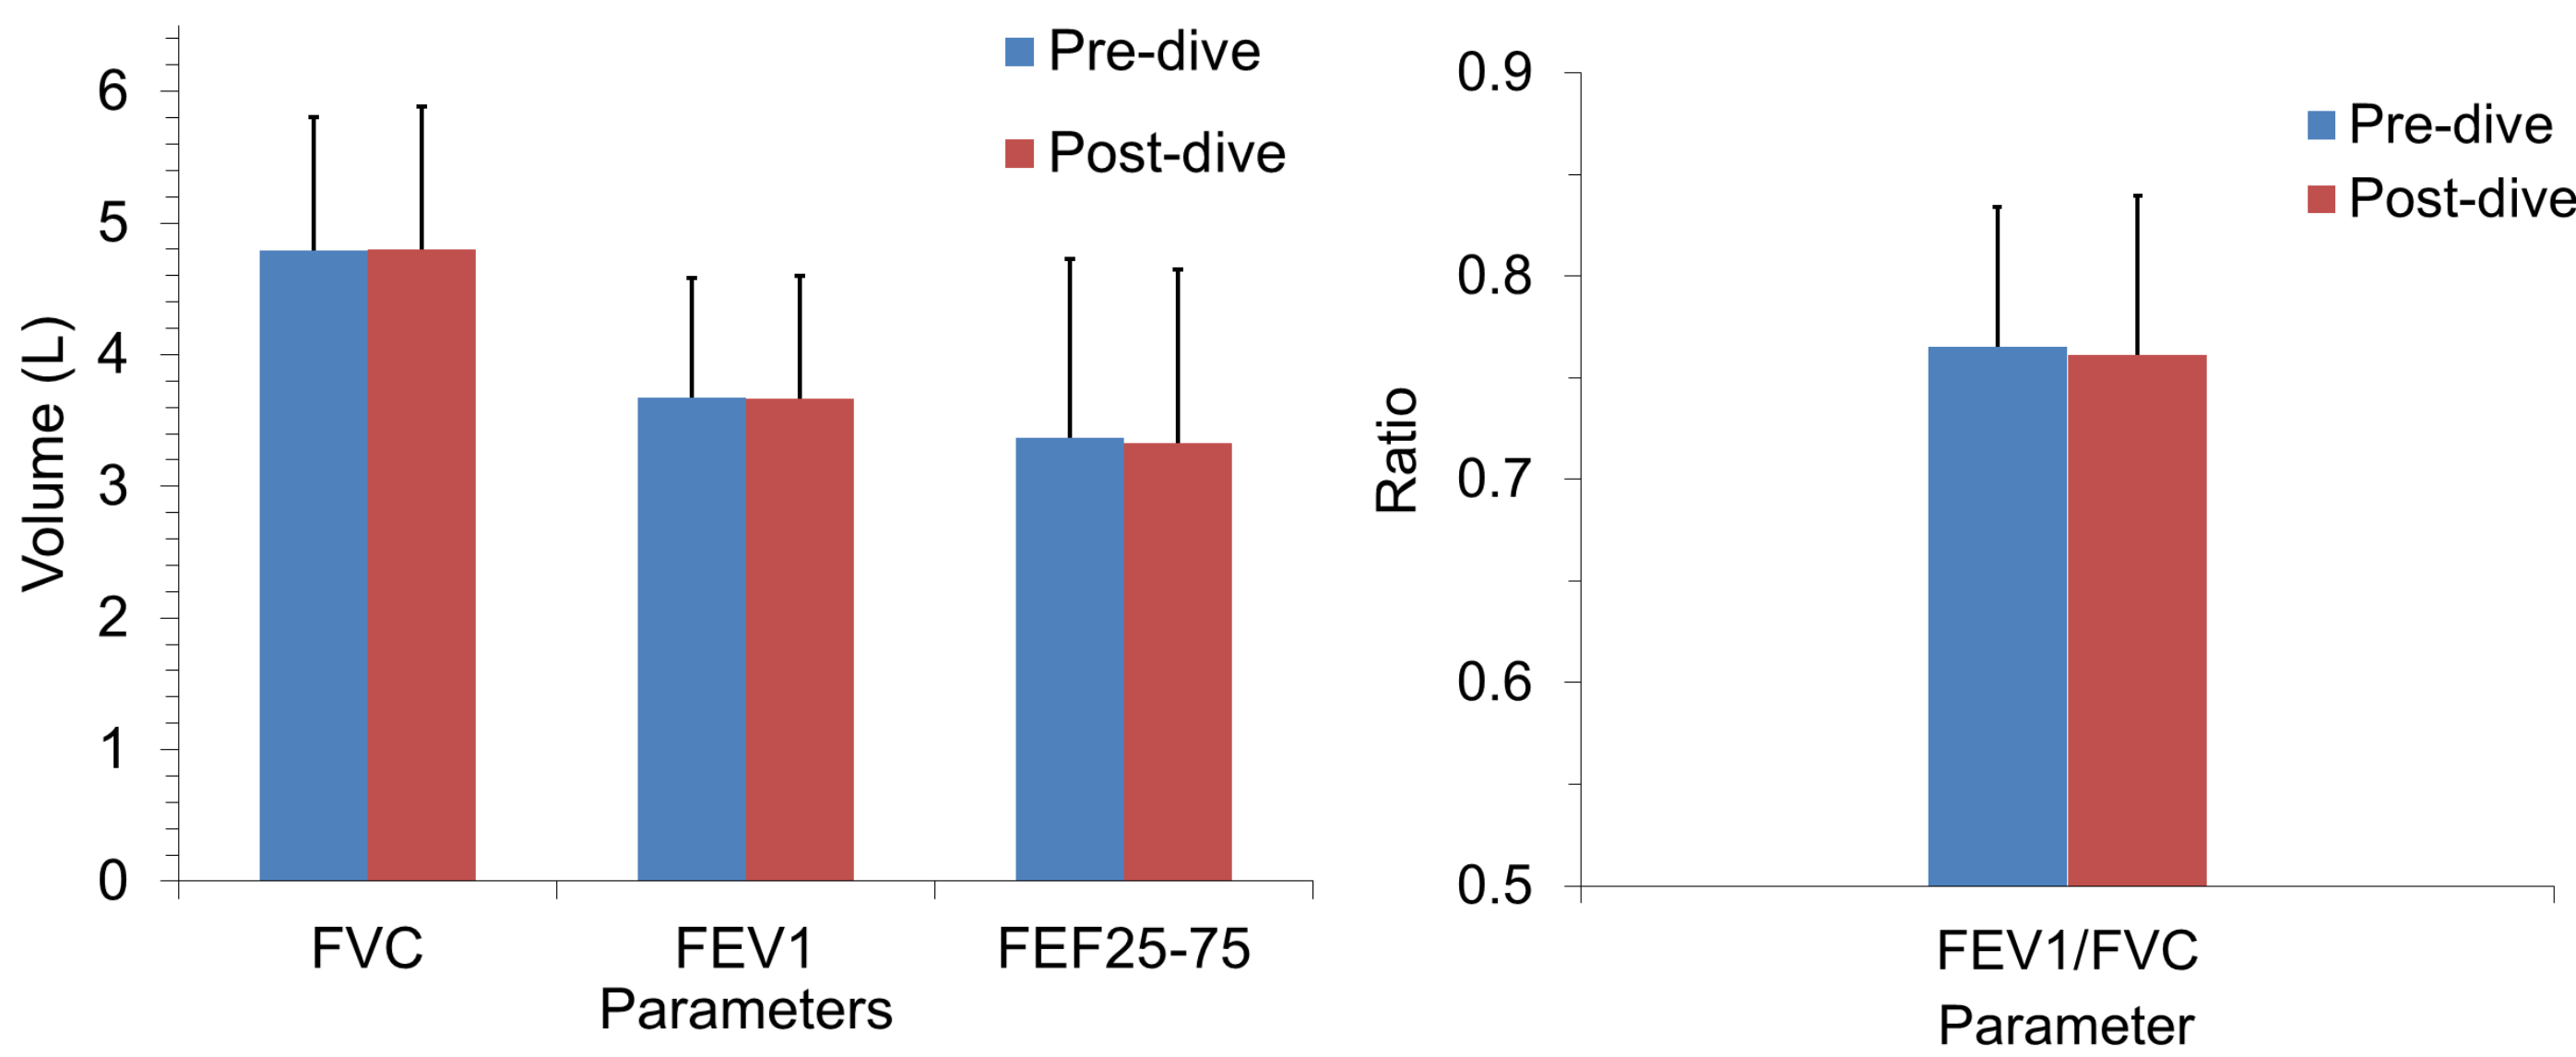 Pre-dive
Post-dive
Volume (L)
6
5
4
3
2
1
0
FVC
FEV1
FEF25-75
Parameters
Pre-dive
Post-dive
Ratio
0.9
0.8
0.7
0.6
0.5
FEV1/FVC
Parameter